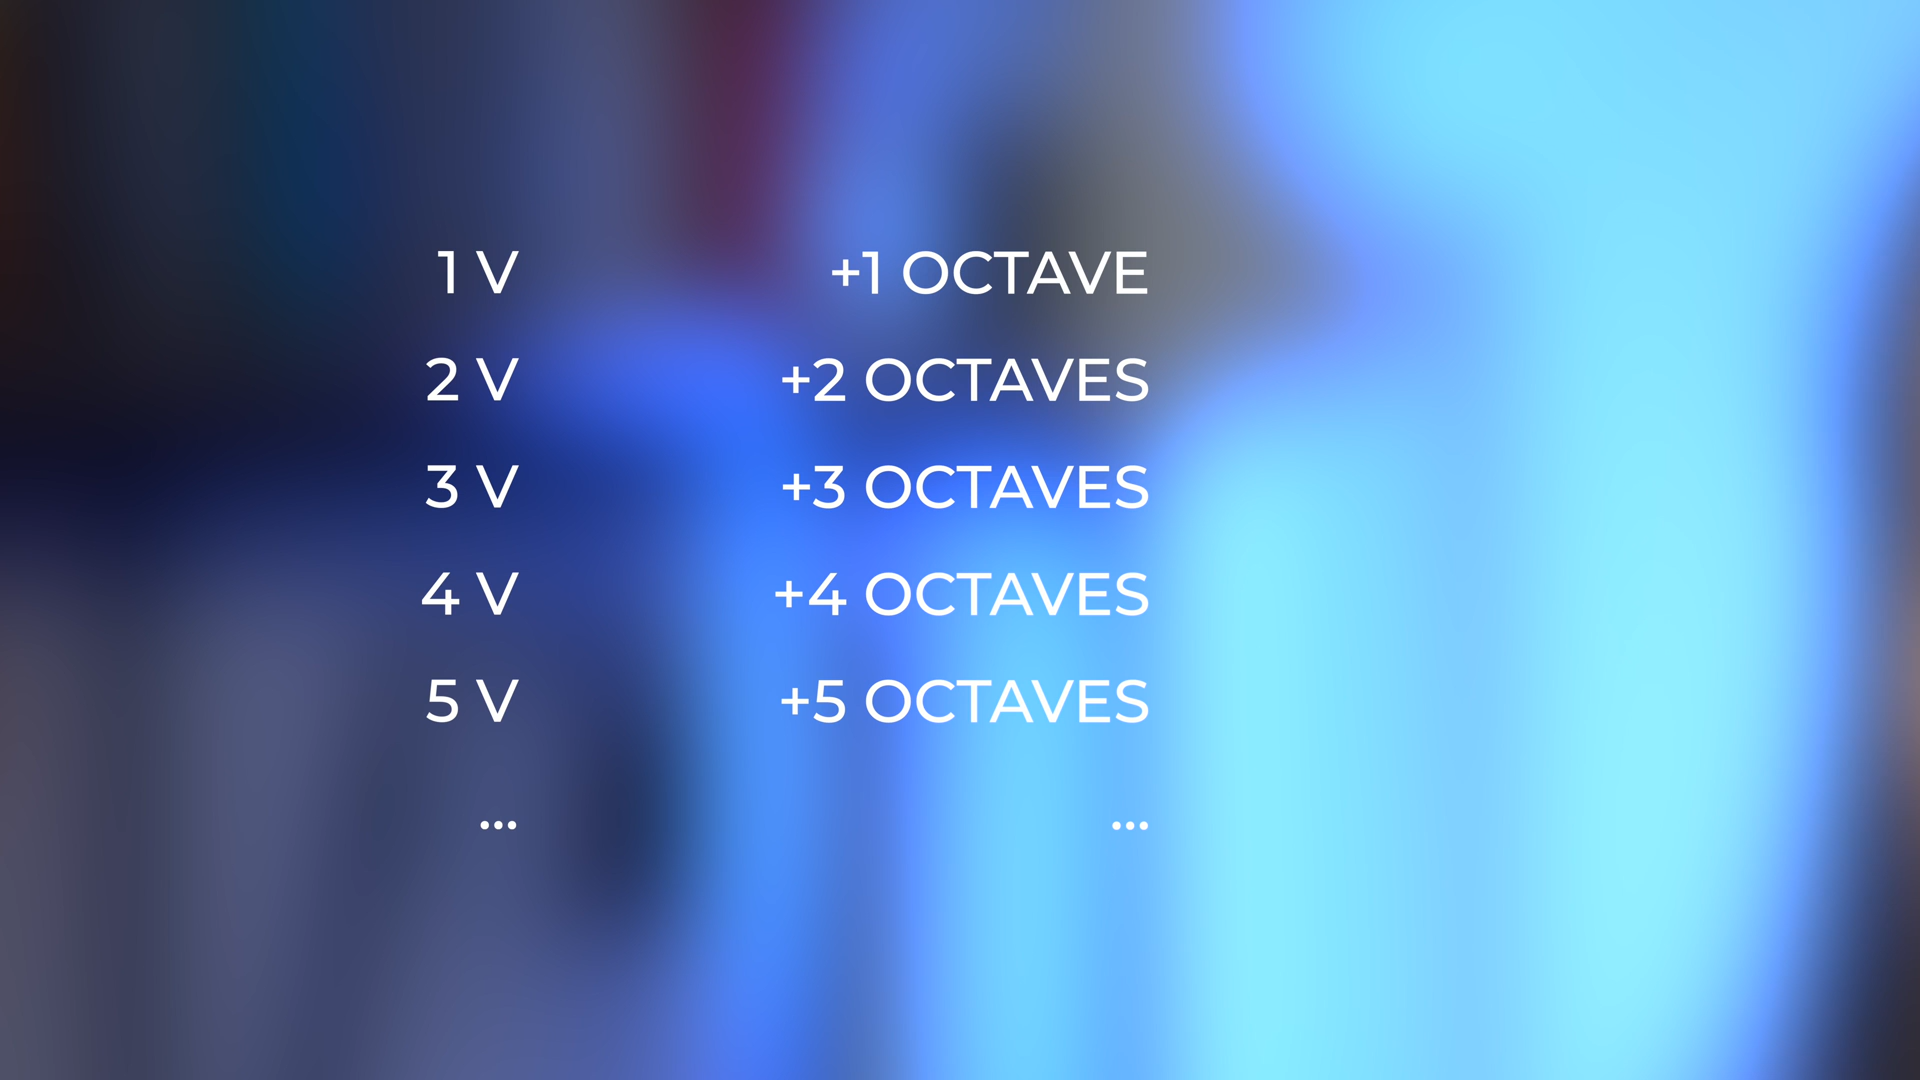 1 V +1 OCTAVE
2 V +2 OCTAVES
3 V +3 OCTAVES
4 V +4 OCTAVES
5 V +5 OCTAVES
... ...